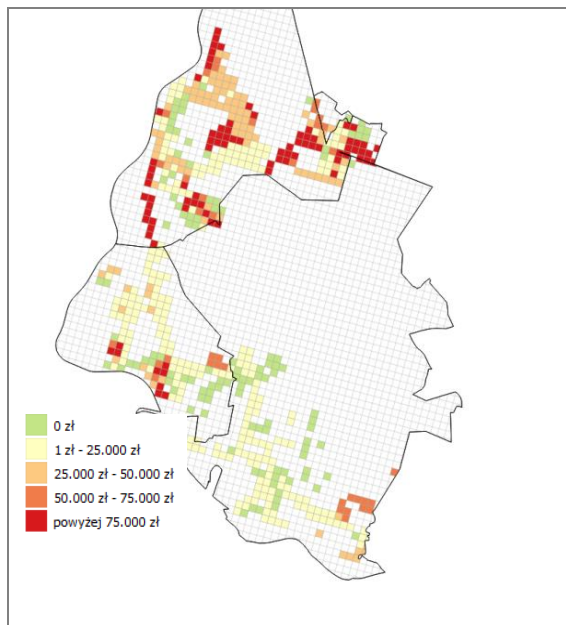 0 zł
1 zł - 25.000 zł
25.000 zł - 50.000 zł
50.000 zł - 75.000 zł
powyżej 75.000 zł